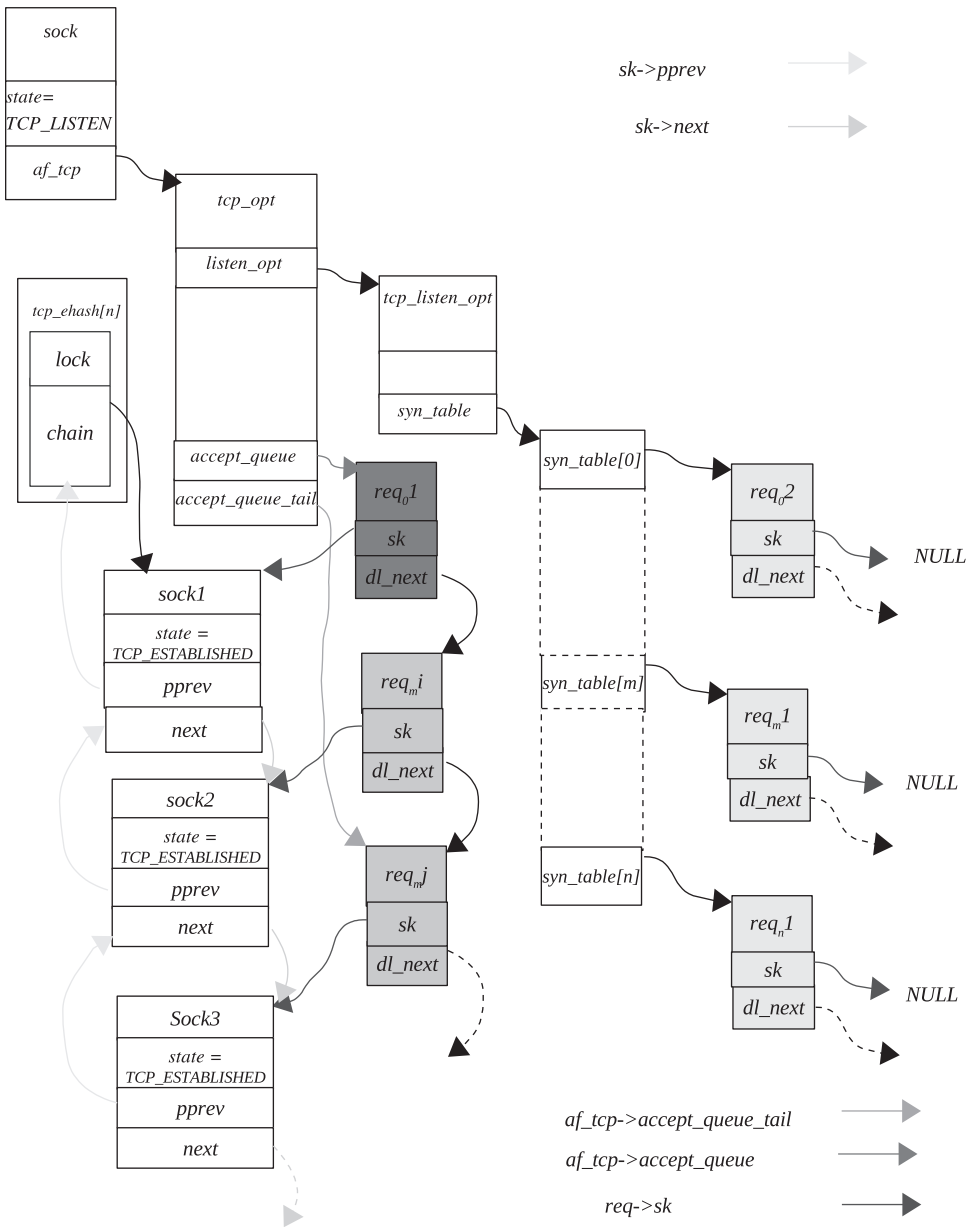 sock
state=
TCP_LISTEN
af_tcp
sk->pprev
sk->next
tcp_opt
listen_opt
accept_queue
accept_queue_tail
tcp_ehash[n]
lock
chain
tcp_listen_opt
syn_table
syn_table[0]
syn_table[m]
syn_table[n]
req₀1
sk
dl_next
reqₘi
sk
dl_next
reqₘj
sk
dl_next
req₀2
sk
dl_next
NULL
reqₘ1
sk
dl_next
NULL
reqₙ1
sk
dl_next
NULL
sock1
state =
TCP_ESTABLISHED
pprev
next
sock2
state =
TCP_ESTABLISHED
pprev
next
Sock3
state =
TCP_ESTABLISHED
pprev
next
af_tcp->accept_queue_tail
af_tcp->accept_queue
req->sk